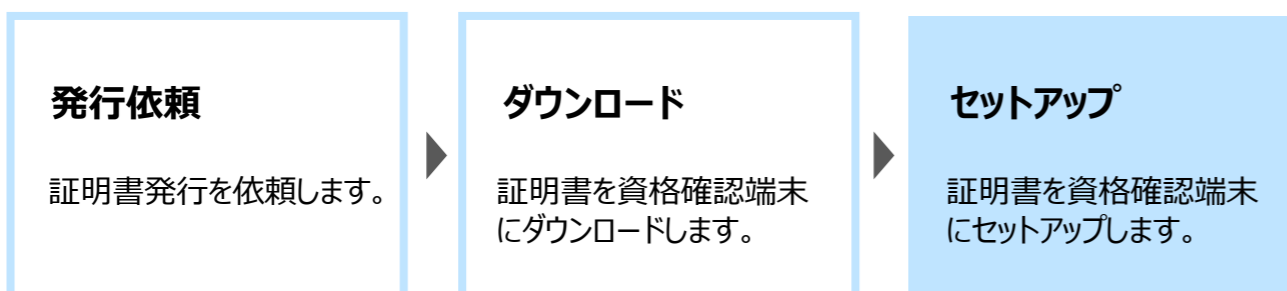 発行依頼
証明書発行を依頼します。
ダウンロード
証明書を資格確認端末
にダウンロードします。
セットアップ
証明書を資格確認端末
にセットアップします。